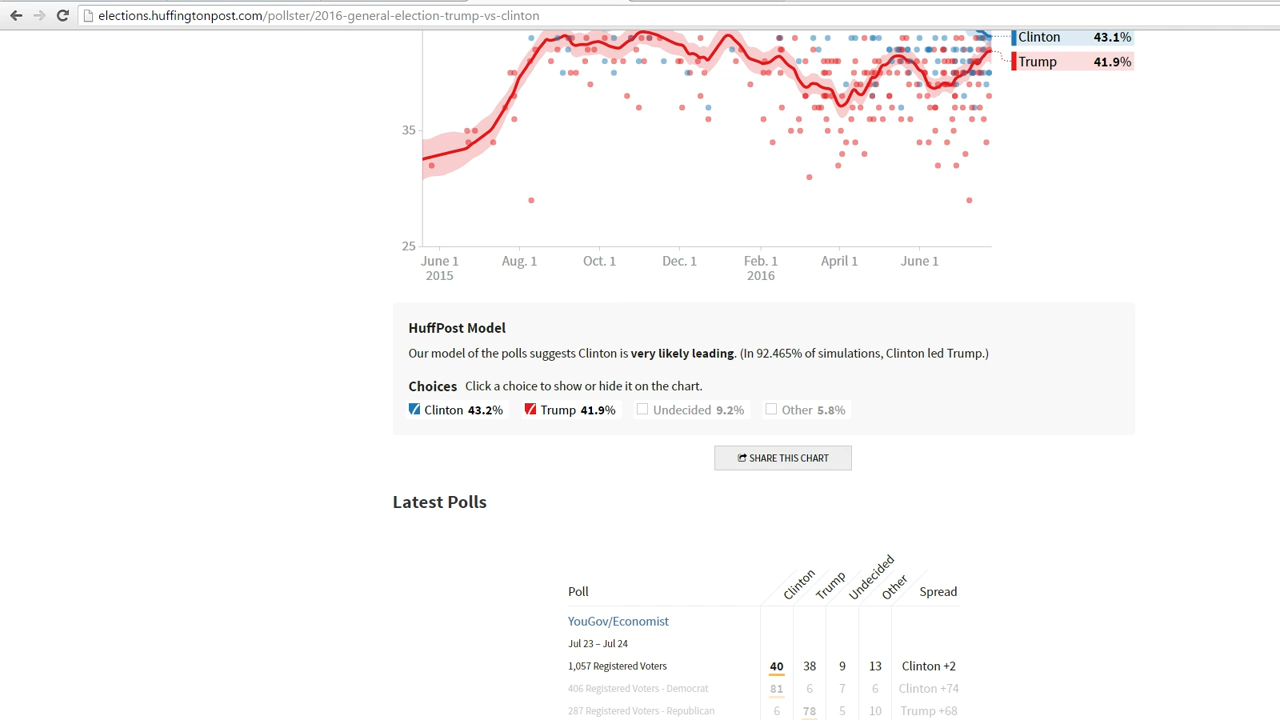 elections.huffingtonpost.com/pollster/2016-general-election-trump-vs-clinton
Clinton 43.1%
Trump 41.9%
35
25
June 1 Aug. 1 Oct. 1 Dec. 1 Feb. 1 April 1 June 1
2015 2016
HuffPost Model
Our model of the polls suggests Clinton is very likely leading. (In 92.465% of simulations, Clinton led Trump.)
Choices Click a choice to show or hide it on the chart.
Clinton 43.2% Trump 41.9% Undecided 9.2% Other 5.8%
SHARE THIS CHART
Latest Polls
Poll Clinton Trump Undecided Other Spread
YouGov/Economist
Jul 23 – Jul 24
1,057 Registered Voters 40 38 9 13 Clinton +2
406 Registered Voters - Democrat 81 6 7 6 Clinton +74
287 Registered Voters - Republican 6 78 5 10 Trump +68